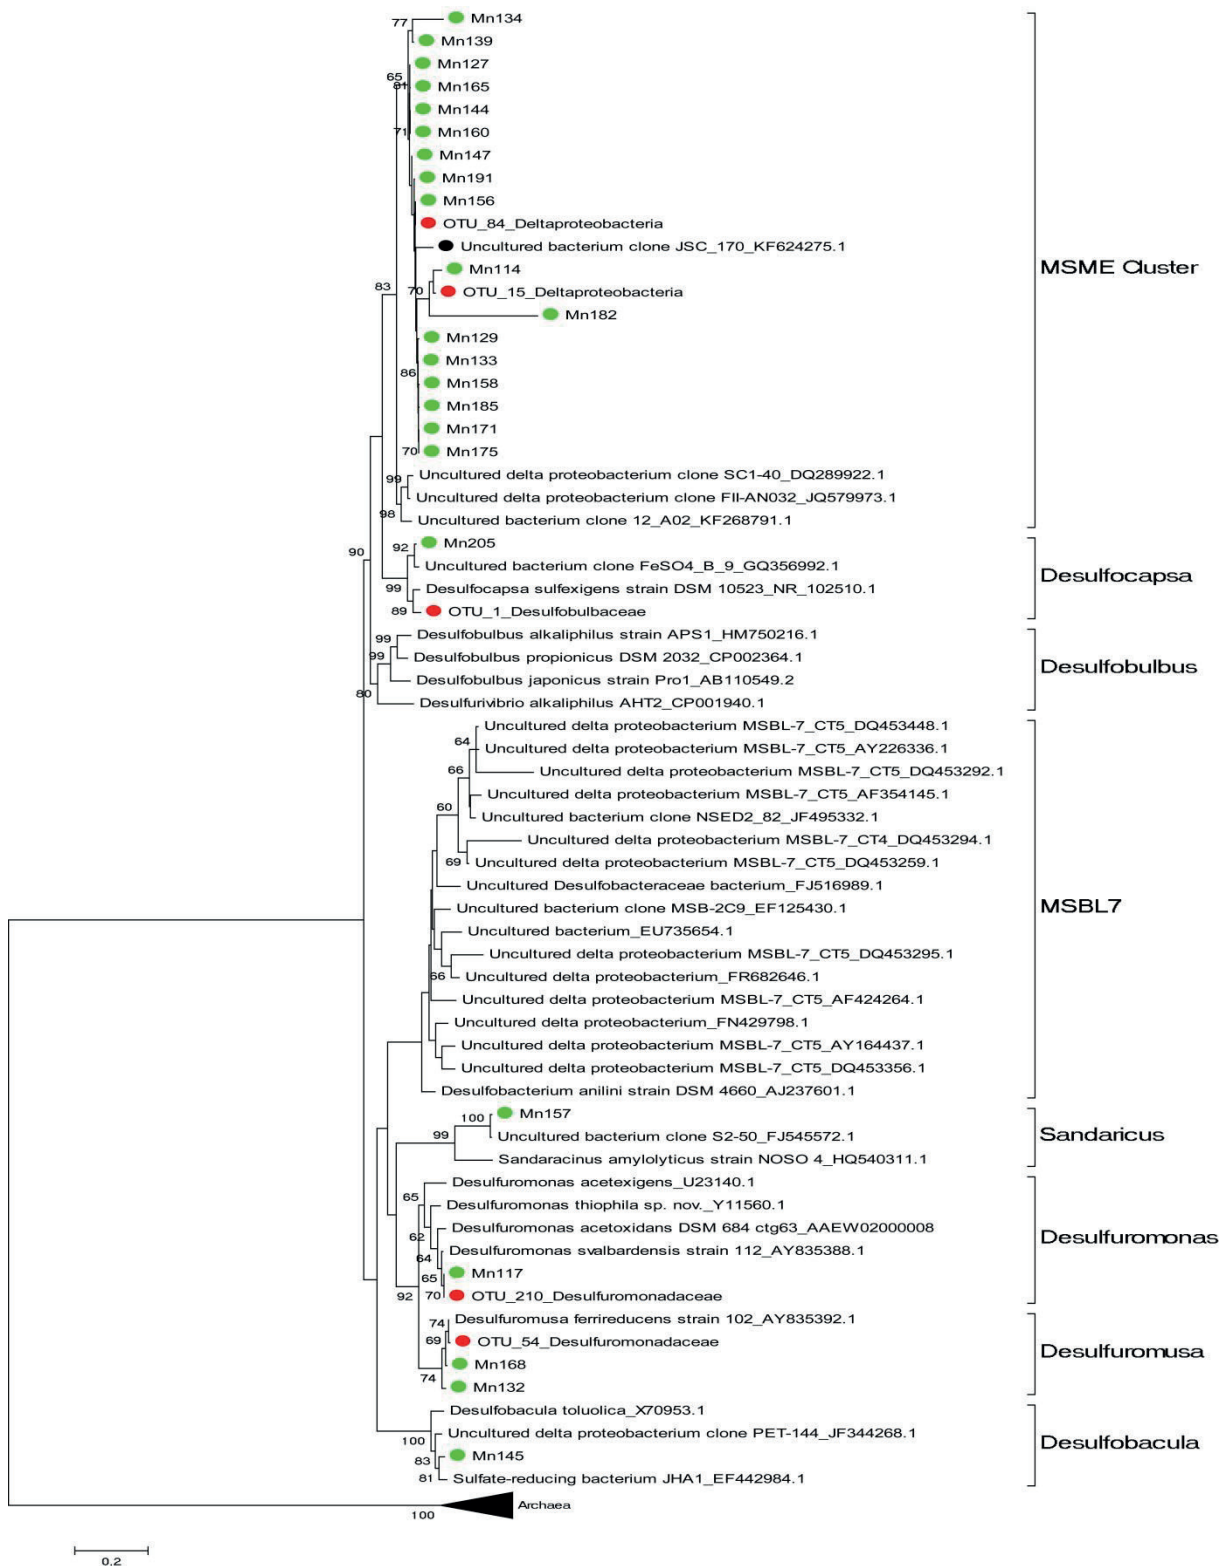 77
Mn134
Mn139
Mn127
65
81
Mn165
Mn144
71
Mn160
Mn147
Mn191
Mn156
OTU_84_Deltaproteobacteria
Uncultured bacterium clone JSC_170_KF624275.1
MSME Cluster
Mn114
83
70
OTU_15_Deltaproteobacteria
Mn182
Mn129
Mn133
86
Mn158
Mn185
Mn171
70
Mn175
99
Uncultured delta proteobacterium clone SC1-40_DQ289922.1
Uncultured delta proteobacterium clone FII-AN032_JQ579973.1
98
Uncultured bacterium clone 12_A02_KF268791.1
90
92
Mn205
Uncultured bacterium clone FeSO4_B_9_GQ356992.1
Desulfocapsa
99
Desulfocapsa sulfexigens strain DSM 10523_NR_102510.1
89
OTU_1_Desulfobulbaceae
99
Desulfobulbus alkaliphilus strain APS1_HM750216.1
99
Desulfobulbus propionicus DSM 2032_CP002364.1
Desulfobulbus
Desulfobulbus japonicus strain Pro1_AB110549.2
80
Desulfurivibrio alkaliphilus AHT2_CP001940.1
Uncultured delta proteobacterium MSBL-7_CT5_DQ453448.1
64
Uncultured delta proteobacterium MSBL-7_CT5_AY226336.1
66
Uncultured delta proteobacterium MSBL-7_CT5_DQ453292.1
Uncultured delta proteobacterium MSBL-7_CT5_AF354145.1
60
Uncultured bacterium clone NSED2_82_JF495332.1
Uncultured delta proteobacterium MSBL-7_CT4_DQ453294.1
69
Uncultured delta proteobacterium MSBL-7_CT5_DQ453259.1
Uncultured Desulfobacteraceae bacterium_FJ516989.1
MSBL7
Uncultured bacterium clone MSB-2C9_EF125430.1
Uncultured bacterium_EU735654.1
Uncultured delta proteobacterium MSBL-7_CT5_DQ453295.1
66
Uncultured delta proteobacterium_FR682646.1
Uncultured delta proteobacterium MSBL-7_CT5_AF424264.1
Uncultured delta proteobacterium_FN429798.1
Uncultured delta proteobacterium MSBL-7_CT5_AY164437.1
Uncultured delta proteobacterium MSBL-7_CT5_DQ453356.1
Desulfobacterium anilini strain DSM 4660_AJ237601.1
100
Mn157
99
Uncultured bacterium clone S2-50_FJ545572.1
Sandaricus
Sandaracinus amylolyticus strain NOSO 4_HQ540311.1
Desulfuromonas acetexigens_U23140.1
65
Desulfuromonas thiophila sp. nov._Y11560.1
Desulfuromonas acetoxidans DSM 684 ctg63_AAEW02000008
Desulfuromonas
62
Desulfuromonas svalbardensis strain 112_AY835388.1
64
65
Mn117
92
70
OTU_210_Desulfuromonadaceae
74
Desulfuromusa ferrireducens strain 102_AY835392.1
69
OTU_54_Desulfuromonadaceae
Desulfuromusa
Mn168
74
Mn132
Desulfobacula toluolica_X70953.1
100
Uncultured delta proteobacterium clone PET-144_JF344268.1
Desulfobacula
83
Mn145
81
Sulfate-reducing bacterium JHA1_EF442984.1
Archaea
100
0.2